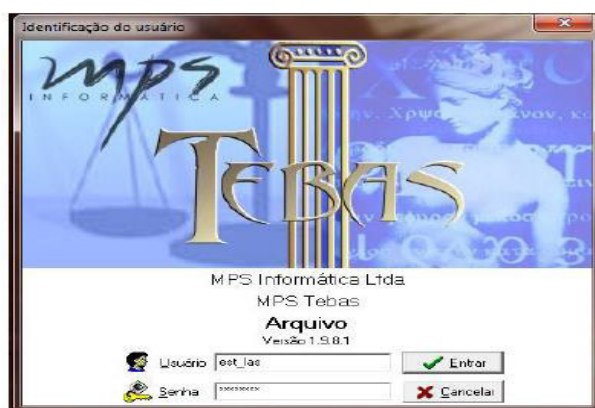 Identificação do usuário
mps
INFORMÁTICA
TEBAS
MPS Informática Ltda
MPS Tebas
Arquivo
Versão 1.9.8.1
Usuário est_las
Entrar
Senha ********
Cancelar